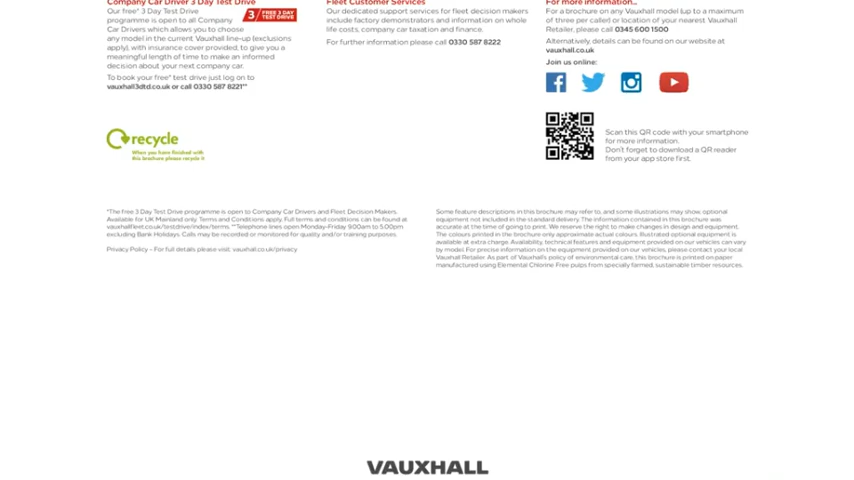 Company Car Driver 3 Day Test Drive
Our free* 3 Day Test Drive
programme is open to all Company
Car Drivers which allows you to choose
any model in the current Vauxhall line-up (exclusions
apply), with insurance cover provided, to give you a
meaningful length of time to make an informed
decision about your next company car.
To book your free* test drive just log on to
vauxhall3dtd.co.uk or call 0330 587 8221**
3 FREE 3 DAY
TEST DRIVE
Fleet Customer Services
Our dedicated support services for fleet decision makers
include factory demonstrators and information on whole
life costs, company car taxation and finance.
For further information please call 0330 587 8222
For more information...
For a brochure on any Vauxhall model (up to a maximum
of three per caller) or location of your nearest Vauxhall
Retailer, please call 0345 600 1500
Alternatively, details can be found on our website at
vauxhall.co.uk
Join us online:
Scan this QR code with your smartphone
for more information.
Don't forget to download a QR reader
from your app store first.
recycle
When you have finished with
this brochure please recycle it
*The Free 3 Day Test Drive programme is open to Company Car Drivers and Fleet Decision Makers.
Available for UK Mainland only. Terms and Conditions apply. Full terms and conditions can be found at
vauxhallfleet.co.uk/testdrive/index/terms. **Telephone lines open Monday-Friday 9.00am to 5.00pm
excluding Bank Holidays. Calls may be recorded or monitored for quality and/or training purposes.
Privacy Policy – For full details please visit: vauxhall.co.uk/privacy
Some feature descriptions in this brochure may refer to, and some illustrations may show, optional
equipment not included in the standard delivery. The information contained in this brochure was
accurate at the time of going to print. We reserve the right to make changes in design and equipment.
The colours printed in the brochure only approximate actual colours. Illustrated optional equipment is
available at extra charge. Availability, technical features and equipment provided on our vehicles can vary
by model. For precise information on the equipment provided on our vehicles, please contact your local
Vauxhall Retailer. As part of Vauxhall's policy of environmental care, this brochure is printed on paper
manufactured using Elemental Chlorine Free pulps from specially farmed, sustainable timber resources.
VAUXHALL